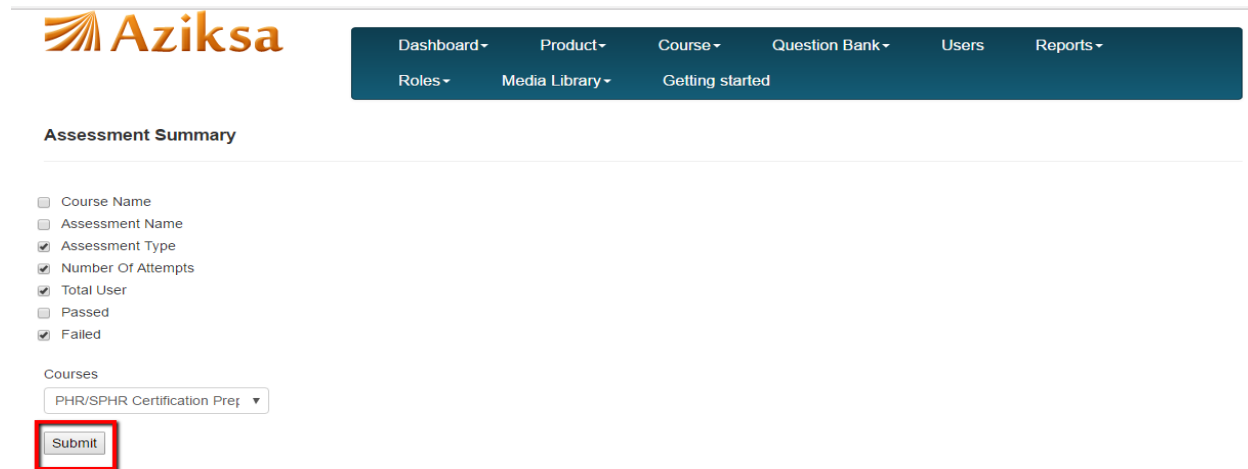 Aziksa
Dashboard Product Course Question Bank Users Reports
Roles Media Library Getting started
Assessment Summary
Course Name
Assessment Name
Assessment Type
Number Of Attempts
Total User
Passed
Failed
Courses
PHR/SPHR Certification Prep
Submit